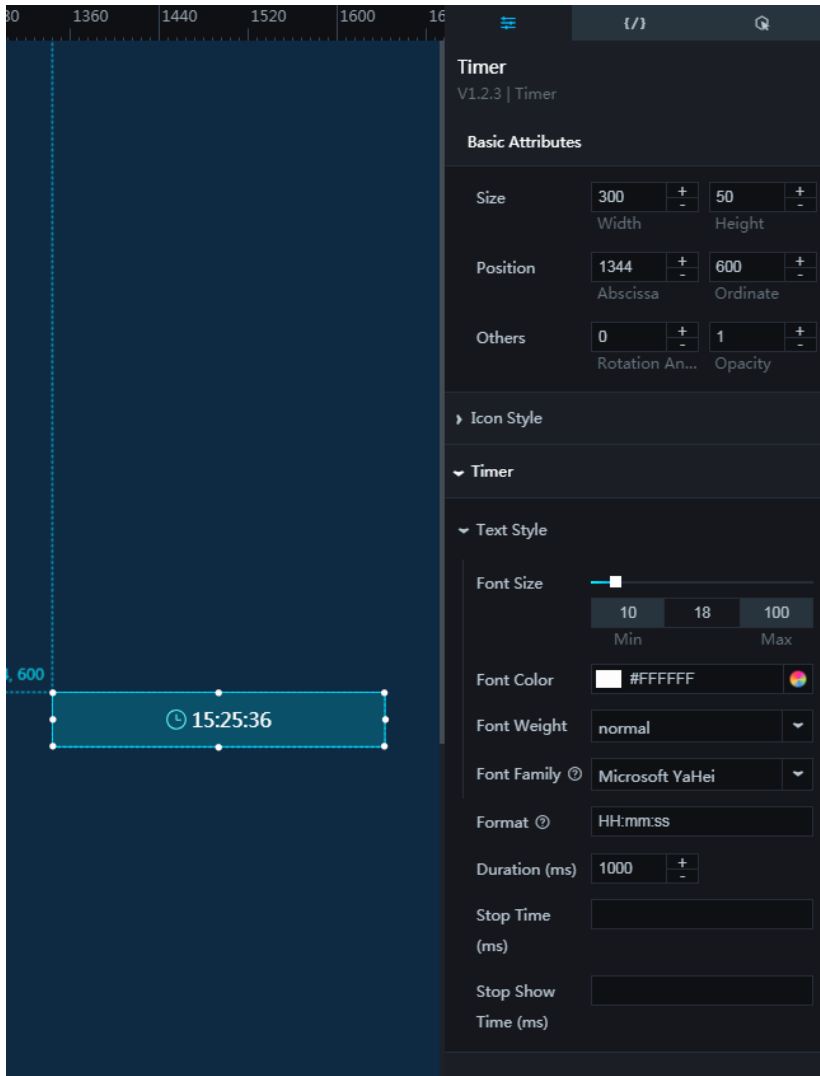 1360 1440 1520 1600
{/}
Timer
V1.2.3 | Timer
Basic Attributes
Size 300 + - 50 + -
Width Height
Position 1344 + - 600 + -
Abscissa Ordinate
Others 0 + - 1 + -
Rotation An... Opacity
Icon Style
Timer
Text Style
Font Size
10 18 100
Min Max
, 600
Font Color #FFFFFF
15:25:36
Font Weight normal
Font Family ? Microsoft YaHei
Format ? HH:mm:ss
Duration (ms) 1000 + -
Stop Time
(ms)
Stop Show
Time (ms)